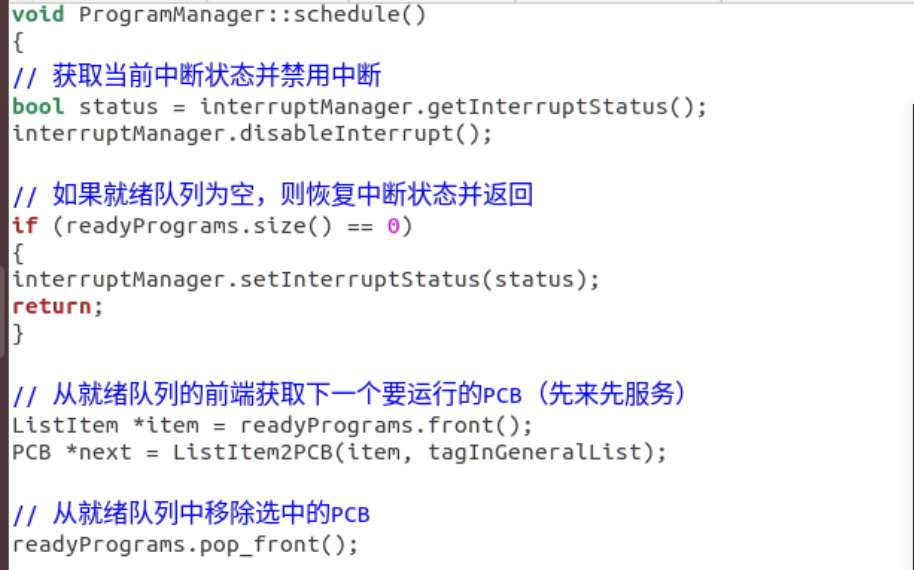 void ProgramManager::schedule()
{
// 获取当前中断状态并禁用中断
bool status = interruptManager.getInterruptStatus();
interruptManager.disableInterrupt();
// 如果就绪队列为空，则恢复中断状态并返回
if (readyPrograms.size() == 0)
{
interruptManager.setInterruptStatus(status);
return;
}
// 从就绪队列的前端获取下一个要运行的PCB（先来先服务）
ListItem *item = readyPrograms.front();
PCB *next = ListItem2PCB(item, tagInGeneralList);
// 从就绪队列中移除选中的PCB
readyPrograms.pop_front();